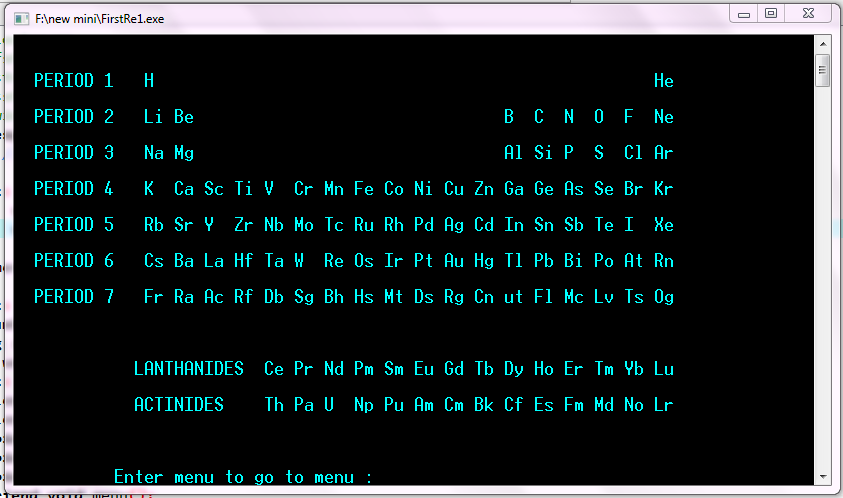 F:\new mini\FirstRe1.exe
PERIOD 1 H He
PERIOD 2 Li Be B C N O F Ne
PERIOD 3 Na Mg Al Si P S Cl Ar
PERIOD 4 K Ca Sc Ti V Cr Mn Fe Co Ni Cu Zn Ga Ge As Se Br Kr
PERIOD 5 Rb Sr Y Zr Nb Mo Tc Ru Rh Pd Ag Cd In Sn Sb Te I Xe
PERIOD 6 Cs Ba La Hf Ta W Re Os Ir Pt Au Hg Tl Pb Bi Po At Rn
PERIOD 7 Fr Ra Ac Rf Db Sg Bh Hs Mt Ds Rg Cn ut Fl Mc Lv Ts Og
LANTHANIDES Ce Pr Nd Pm Sm Eu Gd Tb Dy Ho Er Tm Yb Lu
ACTINIDES Th Pa U Np Pu Am Cm Bk Cf Es Fm Md No Lr
Enter menu to go to menu :